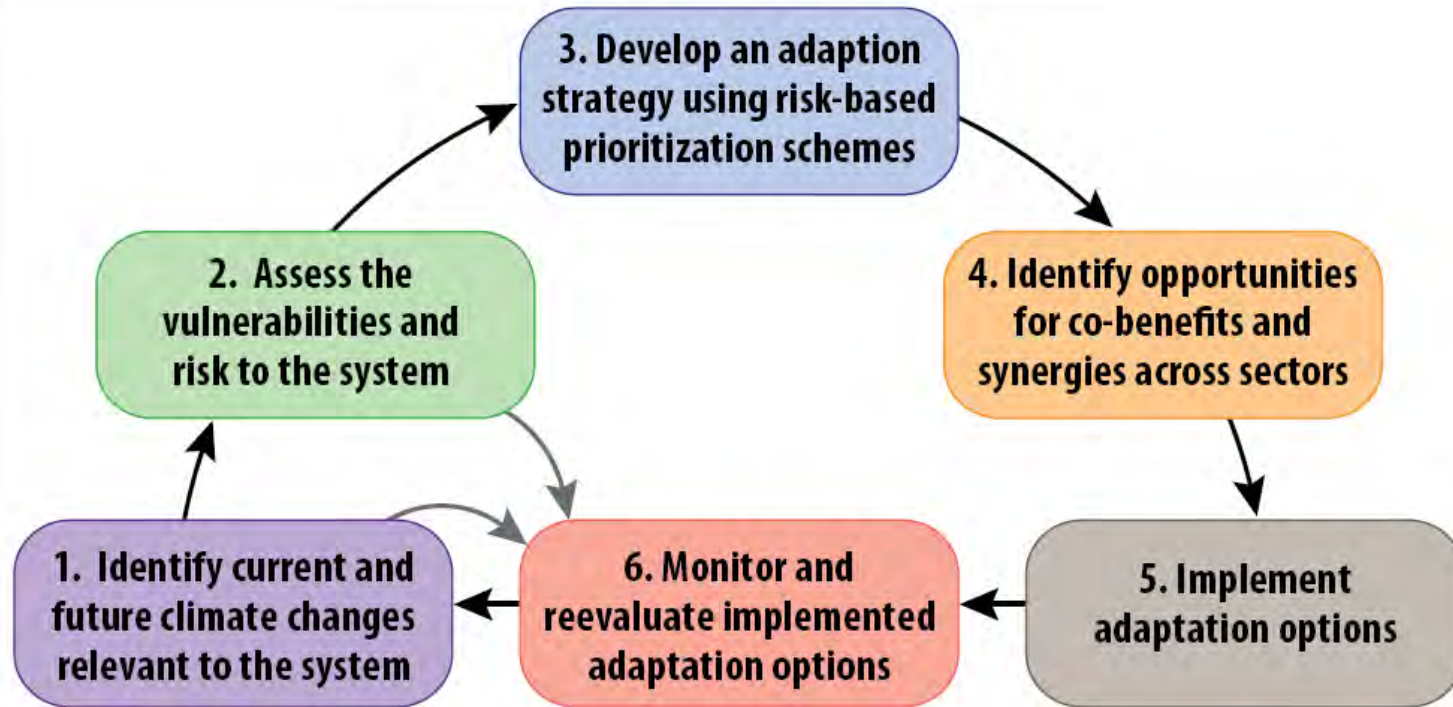 3. Develop an adaption
strategy using risk-based
prioritization schemes
2. Assess the
vulnerabilities and
risk to the system
4. Identify opportunities
for co-benefits and
synergies across sectors
1. Identify current and
future climate changes
relevant to the system
6. Monitor and
reevaluate implemented
adaptation options
5. Implement
adaptation options